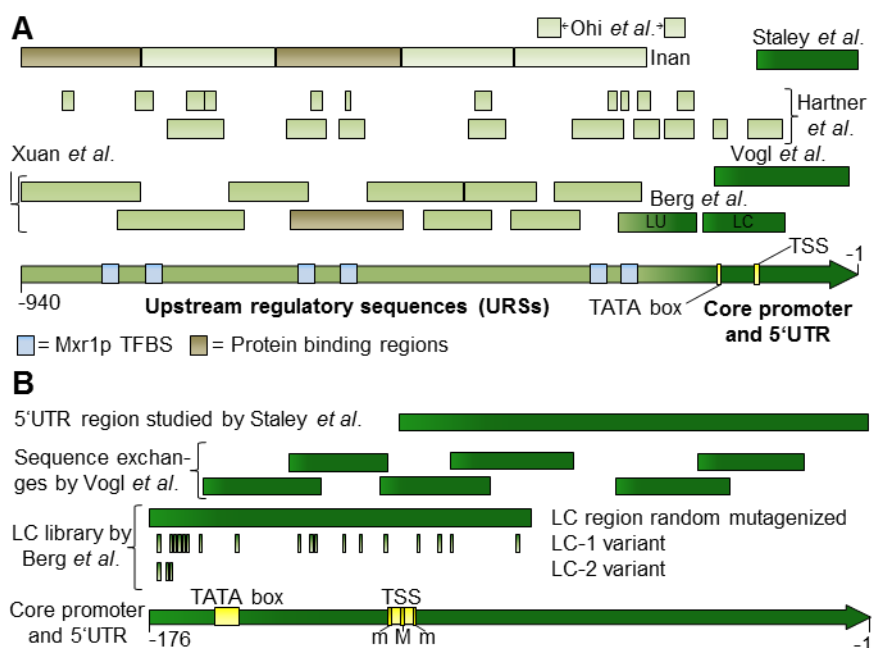 A
←Ohi et al.→
Staley et al.
Inan
Hartner
et al.
Xuan et al.
Vogl et al.
Berg et al.
LU LC
TSS
-1
-940
Upstream regulatory sequences (URSs)
TATA box
Core promoter
and 5‘UTR
= Mxr1p TFBS = Protein binding regions
B
5‘UTR region studied by Staley et al.
Sequence exchan-
ges by Vogl et al.
LC region random mutagenized
LC library by
Berg et al.
LC-1 variant
LC-2 variant
TATA box TSS
Core promoter
and 5‘UTR
-176
m M m
-1